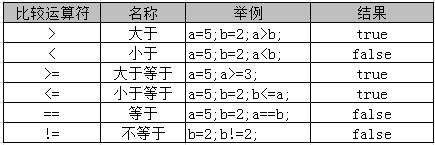 比较运算符 名称 举例 结果
> 大于 a=5;b=2;a>b; true
< 小于 a=5;b=2;a<b; false
>= 大于等于 a=5;a>=3; true
<= 小于等于 a=5;b=2;b<=a; true
== 等于 a=5;b=2;a==b; false
!= 不等于 b=2;b!=2; false